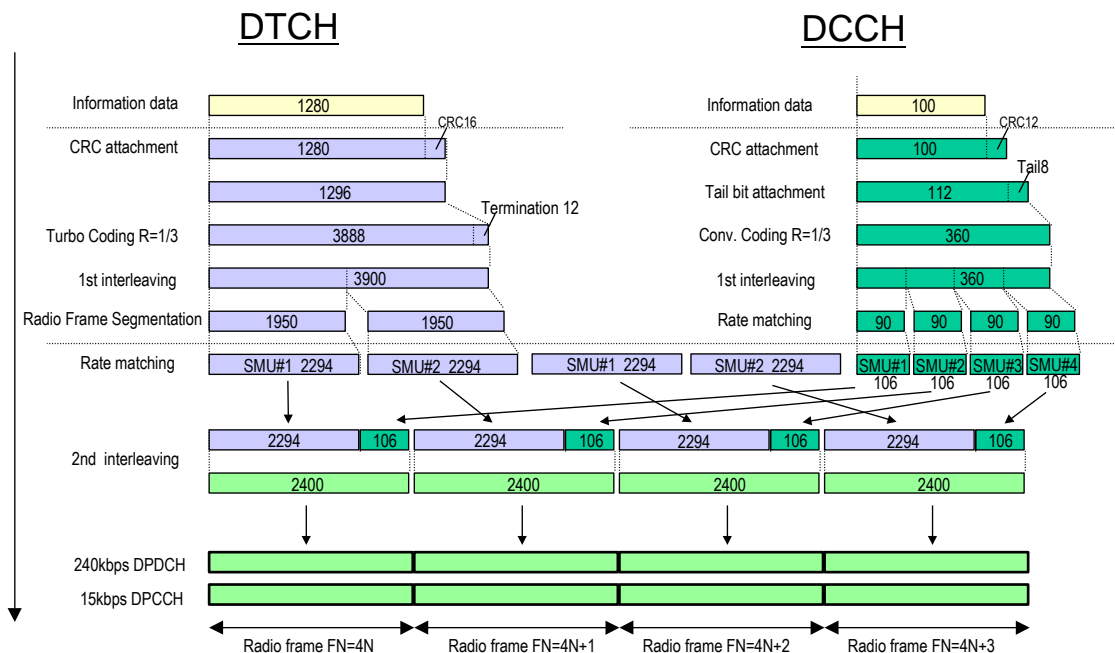 DTCH
DCCH
Information data
1280
Information data
100
CRC16
CRC12
CRC attachment
1280
CRC attachment
100
Tail8
1296
Tail bit attachment
112
Termination 12
Turbo Coding R=1/3
3888
Conv. Coding R=1/3
360
1st interleaving
3900
1st interleaving
360
Radio Frame Segmentation
1950
1950
Rate matching
90
90
90
90
Rate matching
SMU#1 2294
SMU#2 2294
SMU#1 2294
SMU#2 2294
SMU#1
SMU#2
SMU#3
SMU#4
106
106
106
106
2294
106
2294
106
2294
106
2294
106
2nd interleaving
2400
2400
2400
2400
240kbps DPDCH
15kbps DPCCH
Radio frame FN=4N
Radio frame FN=4N+1
Radio frame FN=4N+2
Radio frame FN=4N+3